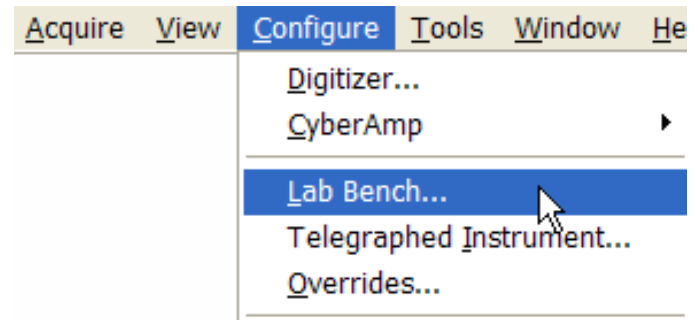 Acquire View Configure Tools Window He
Digitizer...
CyberAmp
Lab Bench...
Telegraphed Instrument...
Overrides...